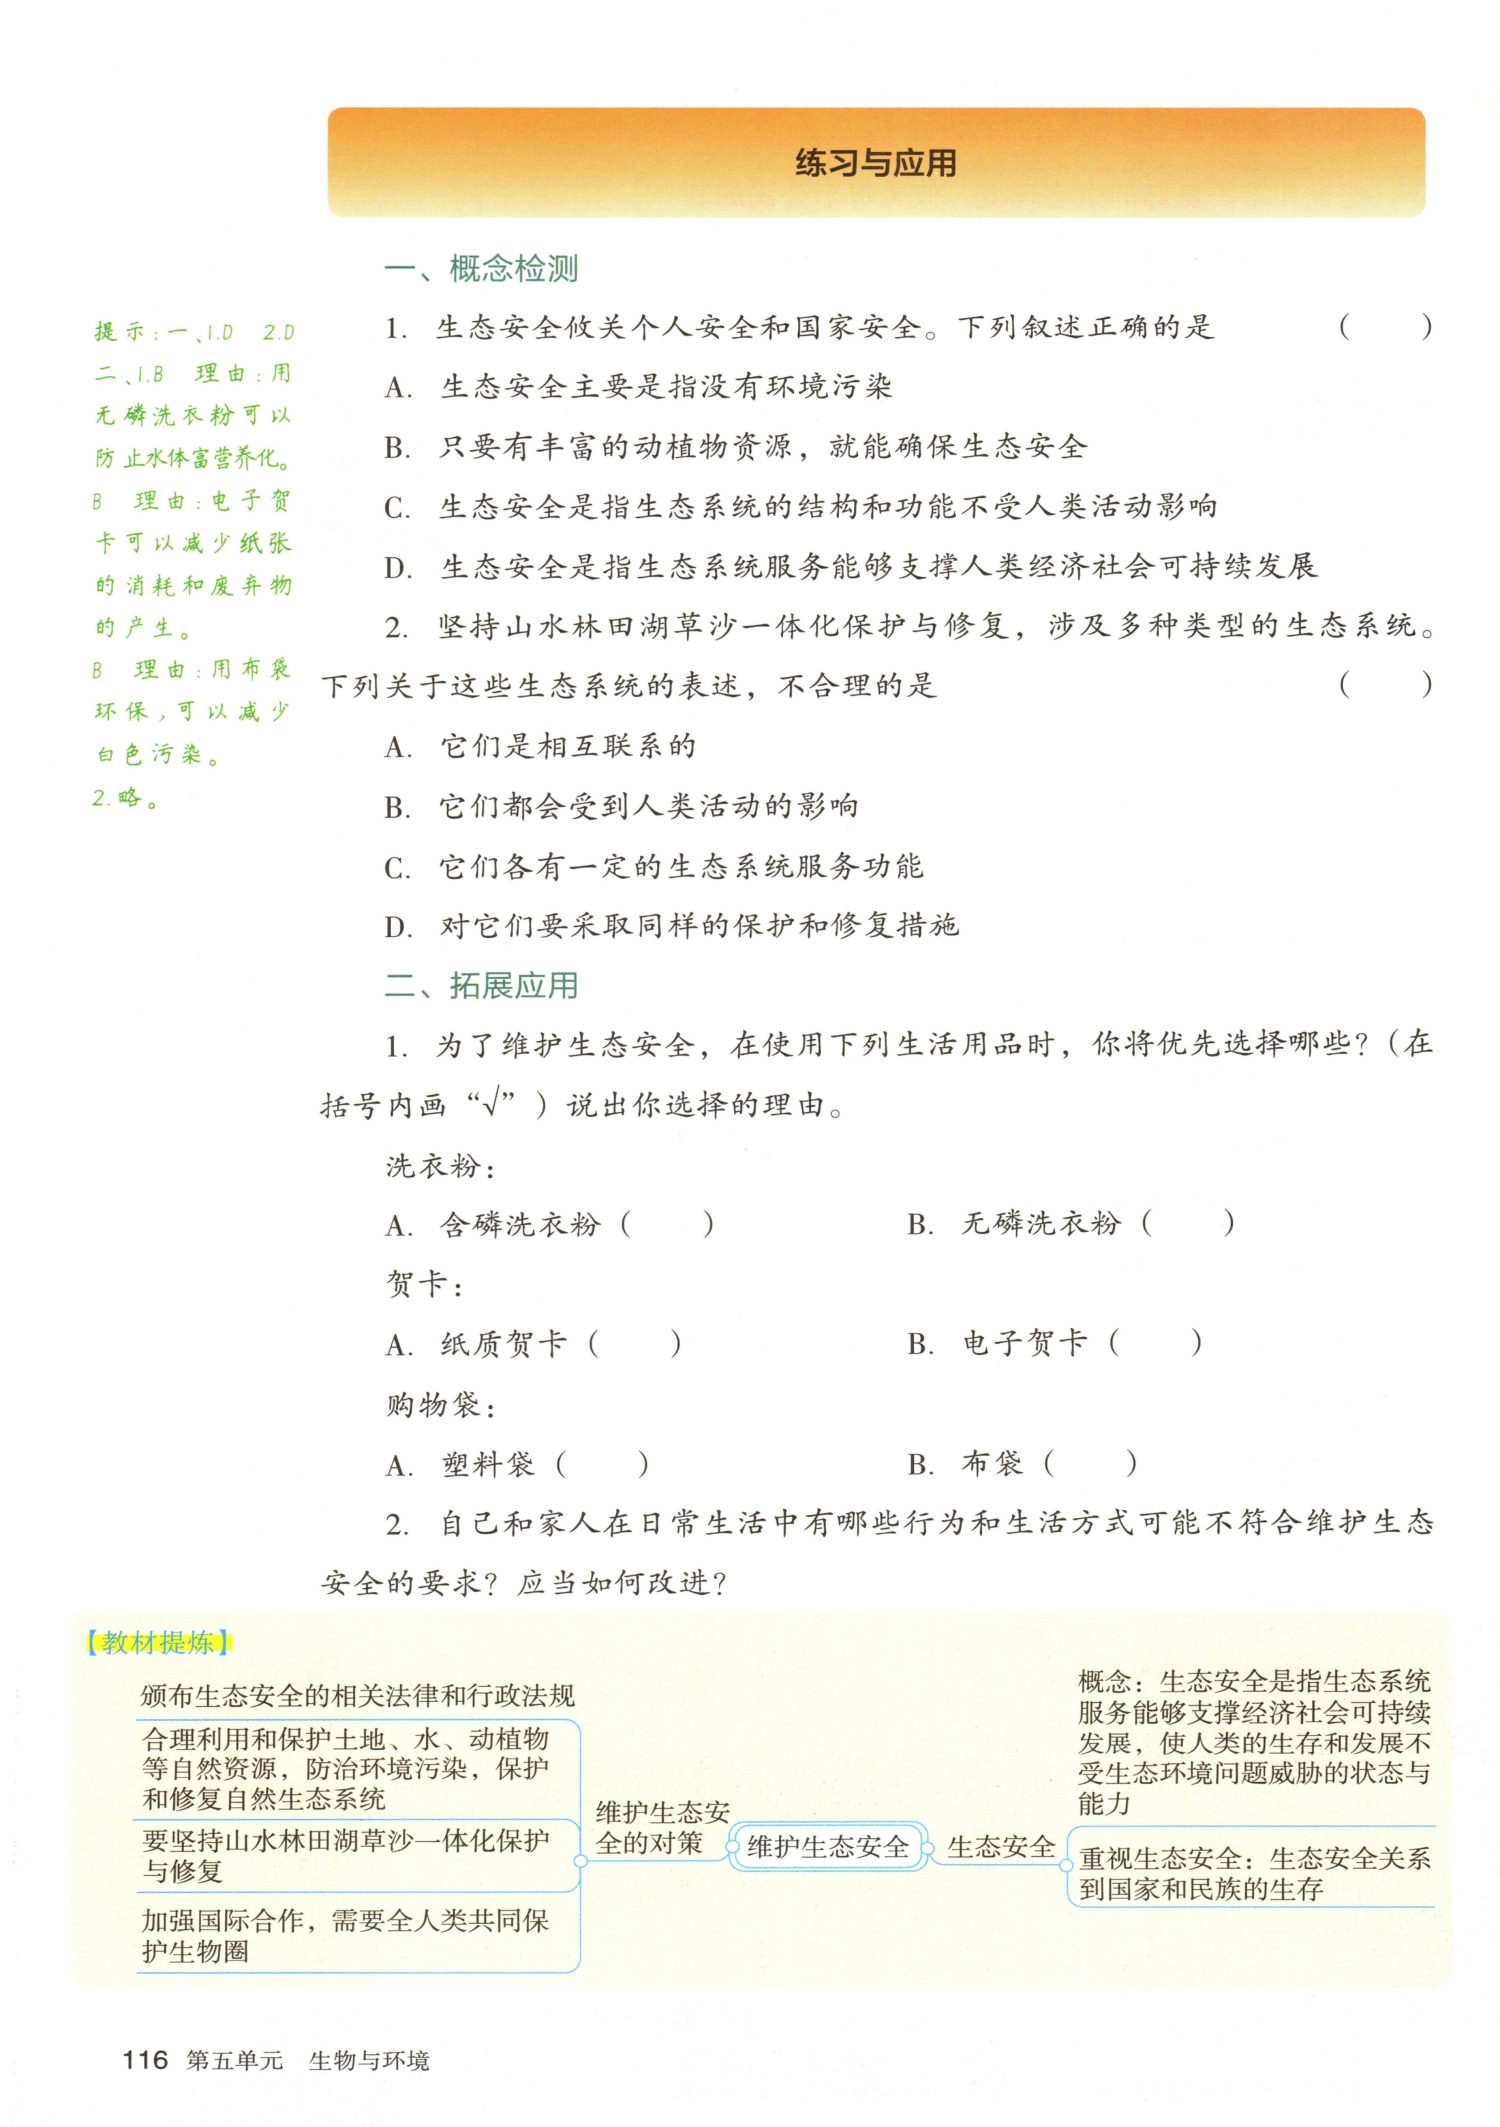 练习与应用
一、概念检测
1. 生态安全攸关个人安全和国家安全。下列叙述正确的是（　　）
A. 生态安全主要是指没有环境污染
B. 只要有丰富的动植物资源，就能确保生态安全
C. 生态安全是指生态系统的结构和功能不受人类活动影响
D. 生态安全是指生态系统服务能够支撑人类经济社会可持续发展
2. 坚持山水林田湖草沙一体化保护与修复，涉及多种类型的生态系统。
下列关于这些生态系统的表述，不合理的是（　　）
A. 它们是相互联系的
B. 它们都会受到人类活动的影响
C. 它们各有一定的生态系统服务功能
D. 对它们要采取同样的保护和修复措施
提示：一、1.D 2.D
二、1.B 理由：用
无磷洗衣粉可以
防止水体富营养化。
B 理由：电子贺
卡可以减少纸张
的消耗和废弃物
的产生。
B 理由：用布袋
环保，可以减少
白色污染。
2.略。
二、拓展应用
1. 为了维护生态安全，在使用下列生活用品时，你将优先选择哪些？（在
括号内画“√”）说出你选择的理由。
洗衣粉：
A. 含磷洗衣粉（　　） B. 无磷洗衣粉（　　）
贺卡：
A. 纸质贺卡（　　） B. 电子贺卡（　　）
购物袋：
A. 塑料袋（　　） B. 布袋（　　）
2. 自己和家人在日常生活中有哪些行为和生活方式可能不符合维护生态
安全的要求？应当如何改进？
【教材提炼】
颁布生态安全的相关法律和行政法规
合理利用和保护土地、水、动植物
等自然资源，防治环境污染，保护
和修复自然生态系统
要坚持山水林田湖草沙一体化保护
与修复
加强国际合作，需要全人类共同保
护生物圈
维护生态安
全的对策
维护生态安全
生态安全
概念：生态安全是指生态系统
服务能够支撑经济社会可持续
发展，使人类的生存和发展不
受生态环境问题威胁的状态与
能力
重视生态安全：生态安全关系
到国家和民族的生存
116 第五单元　生物与环境